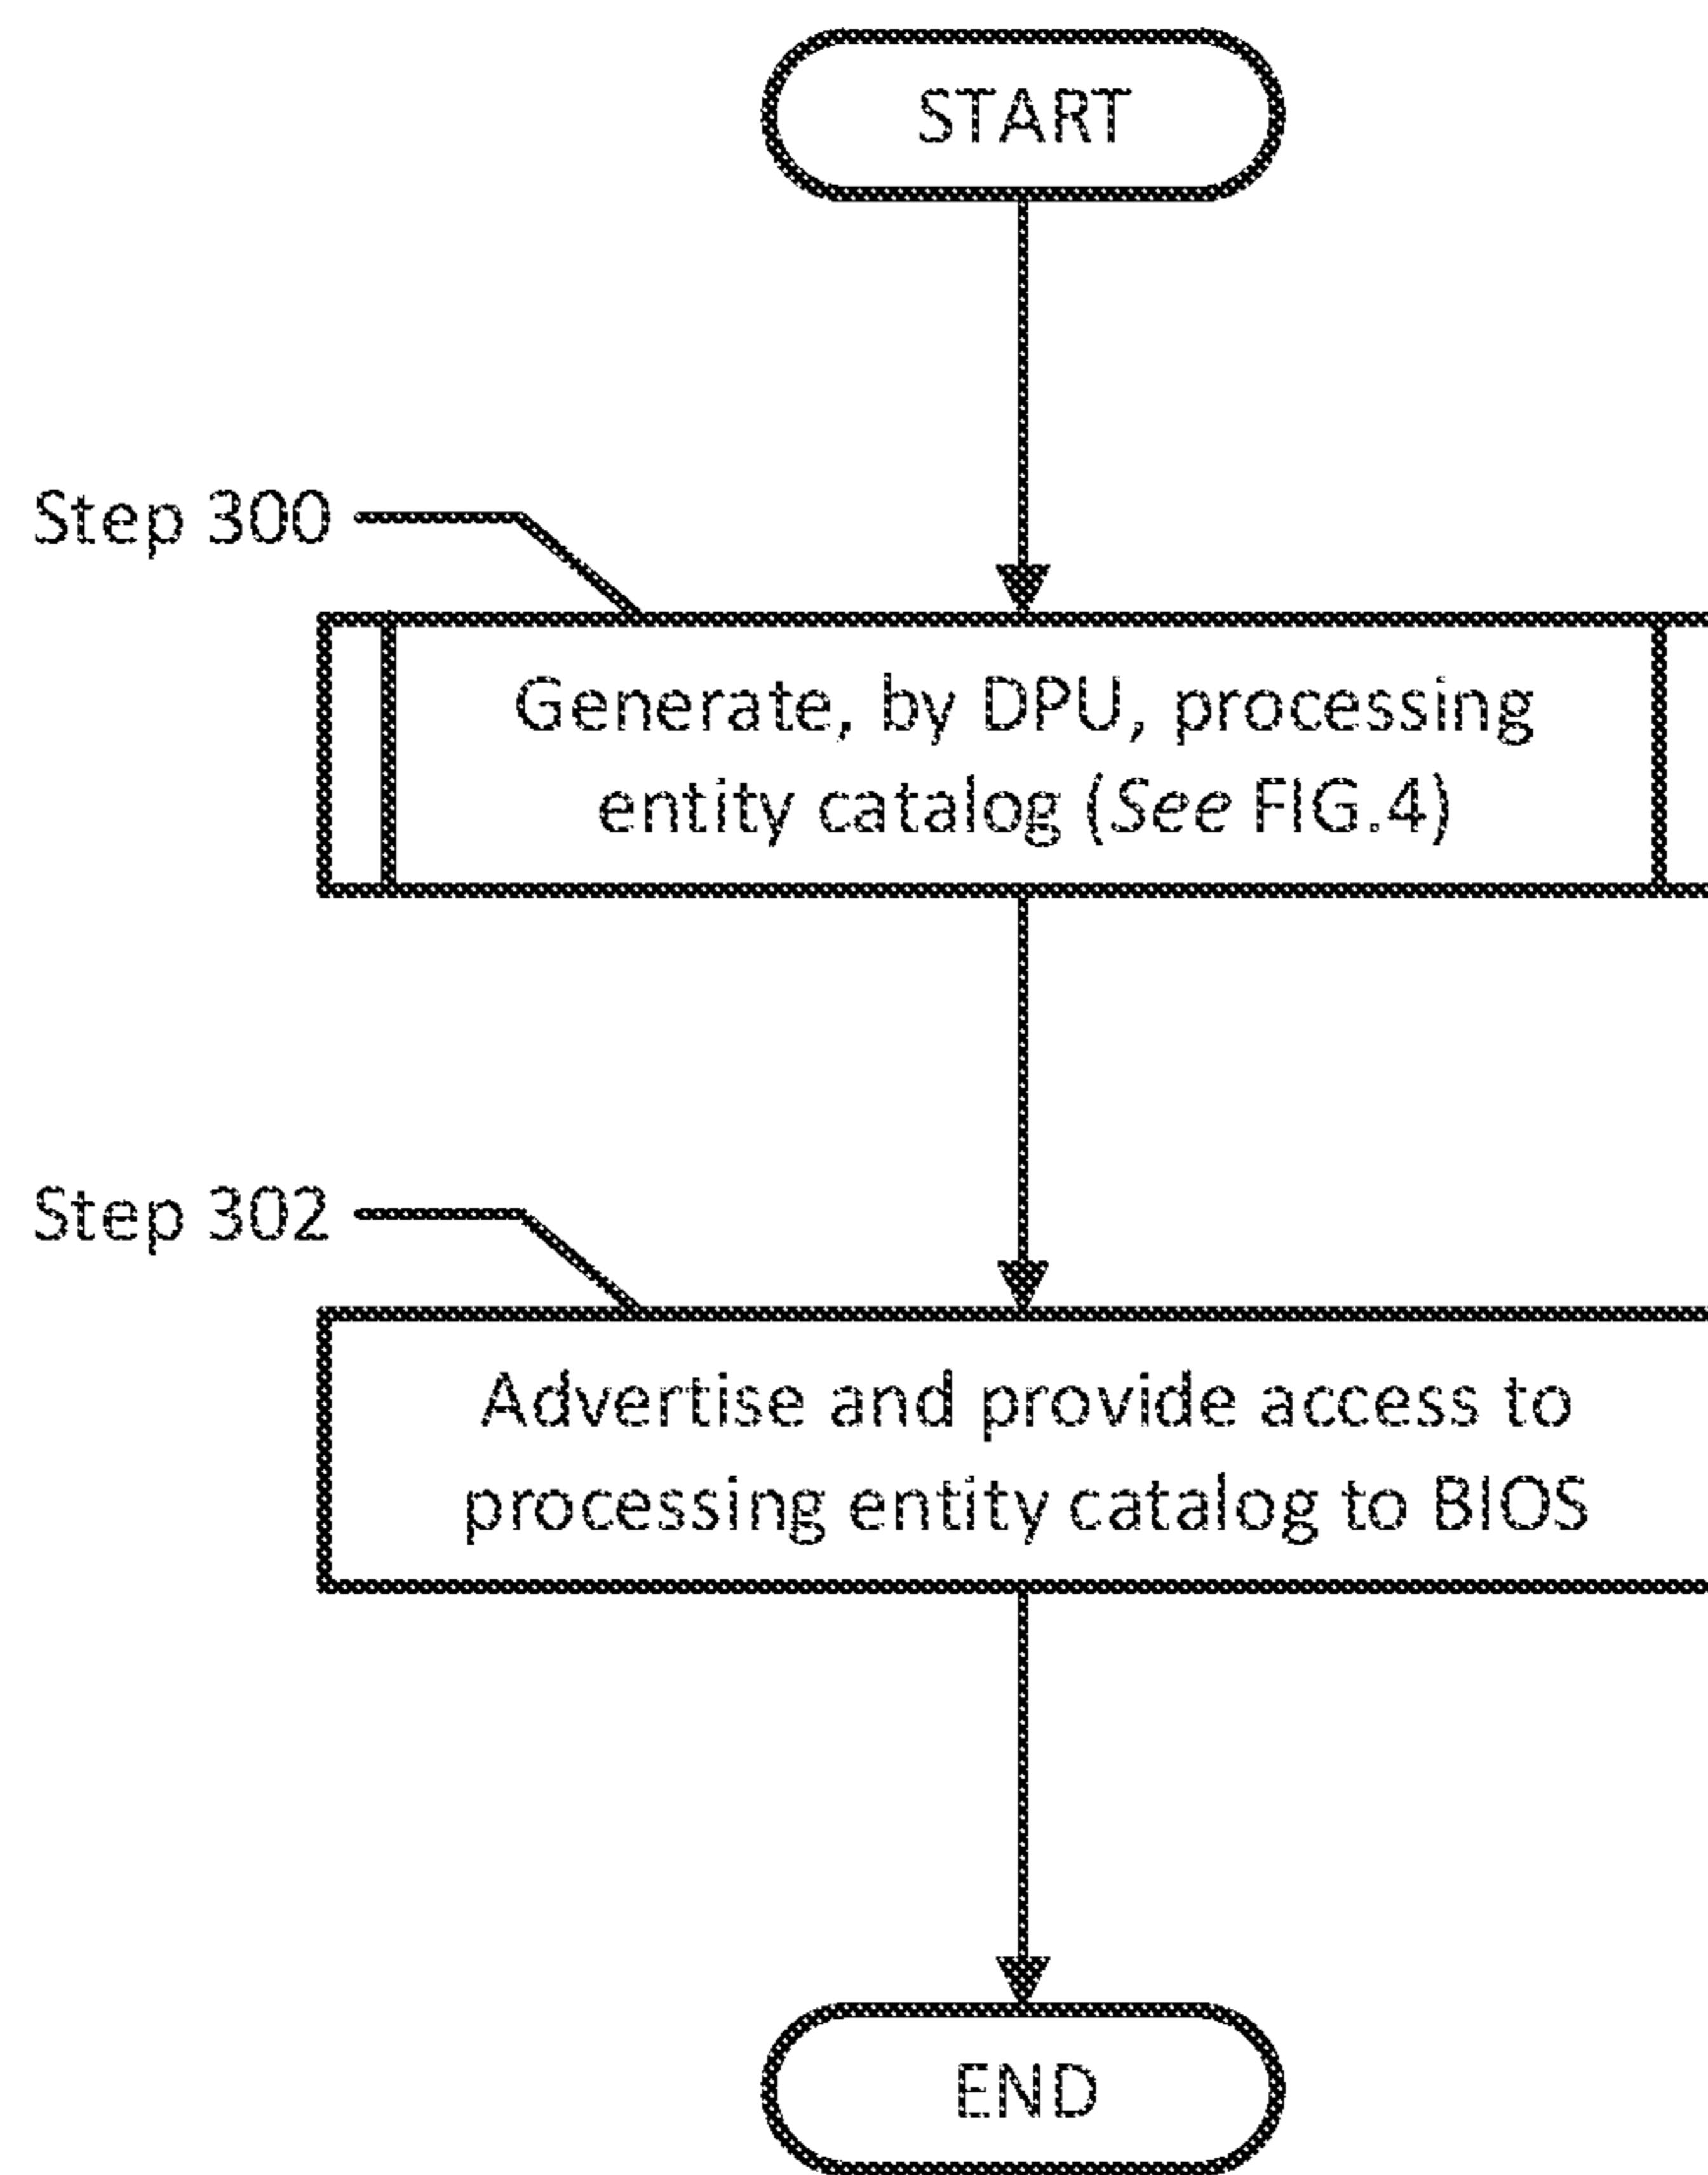 START
Step 300
Generate, by DPU, processing
entity catalog (See FIG.4)
Step 302
Advertise and provide access to
processing entity catalog to BIOS
END